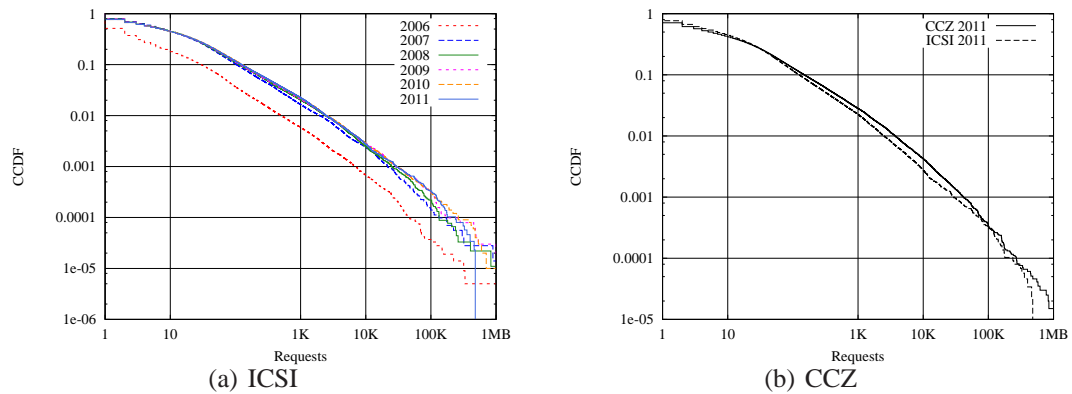 1
0.1
0.01
0.001
0.0001
1e-05
1e-06
CCDF
2006
2007
2008
2009
2010
2011
1
10
1K
10K
100K
1MB
Requests
(a) ICSI
1
0.1
0.01
0.001
0.0001
1e-05
CCDF
CCZ 2011
ICSI 2011
1
10
1K
10K
100K
1MB
Requests
(b) CCZ